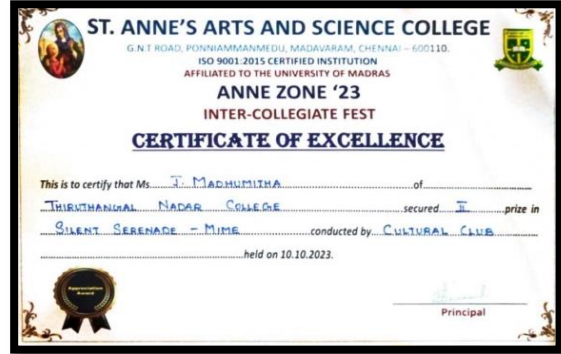 ST. ANNE'S ARTS AND SCIENCE COLLEGE
G.N.T ROAD, PONNIAMMANMEDU, MADAVARAM, CHENNAI – 600110.
ISO 9001:2015 CERTIFIED INSTITUTION
AFFILIATED TO THE UNIVERSITY OF MADRAS
ANNE ZONE '23
INTER-COLLEGIATE FEST
CERTIFICATE OF EXCELLENCE
This is to certify that Ms. J. MADHUMITHA of
THIRUTHANGAL NADAR COLLEGE secured II prize in
SILENT SERENADE - MIME conducted by CULTURAL CLUB
held on 10.10.2023.
Appreciation
Award
Principal